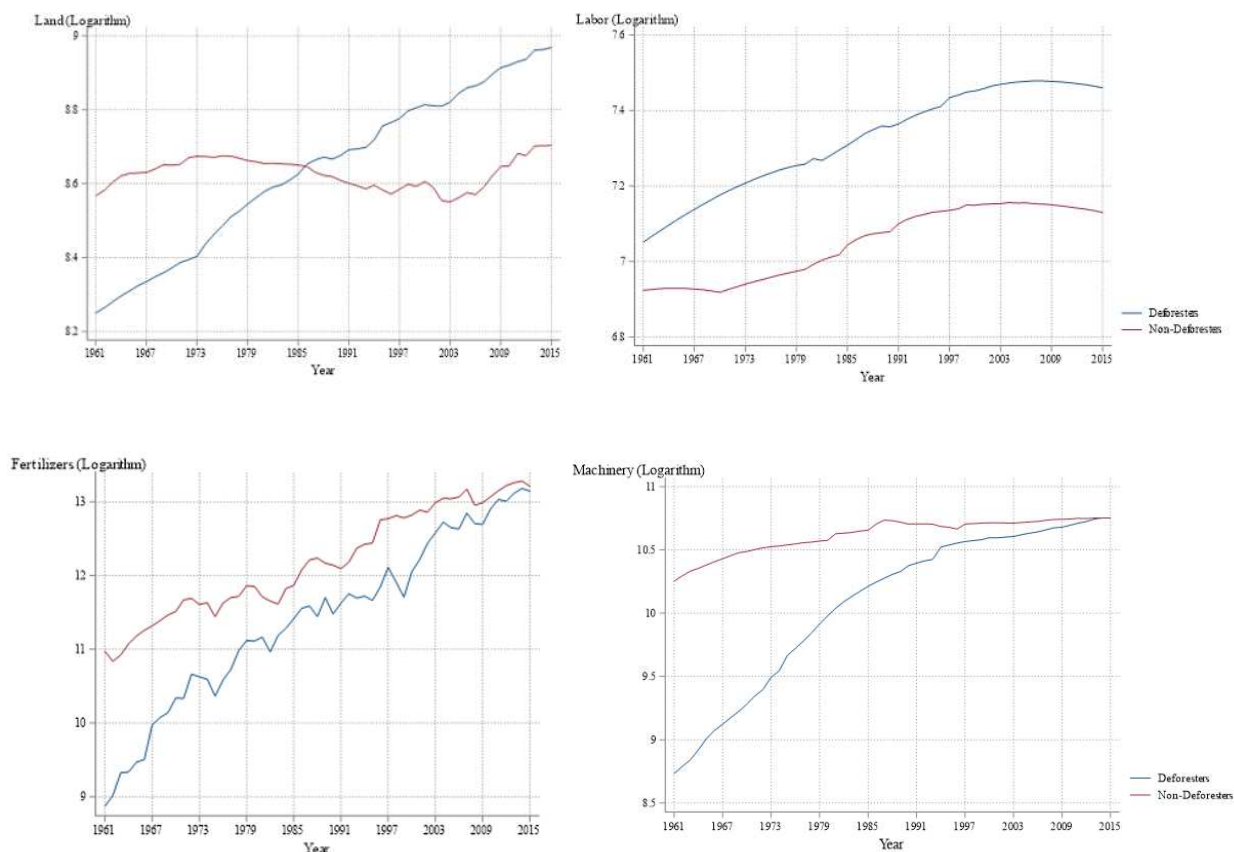 Land (Logarithm)
9
8.8
8.6
8.4
8.2
1961 1967 1973 1979 1985 1991 1997 2003 2009 2015
Year
Labor (Logarithm)
7.6
7.4
7.2
7
6.8
1961 1967 1973 1979 1985 1991 1997 2003 2009 2015
Year
Deforesters
Non-Deforesters
Fertilizers (Logarithm)
13
12
11
10
9
1961 1967 1973 1979 1985 1991 1997 2003 2009 2015
Year
Machinery (Logarithm)
11
10.5
10
9.5
9
8.5
1961 1967 1973 1979 1985 1991 1997 2003 2009 2015
Year
Deforesters
Non-Deforesters